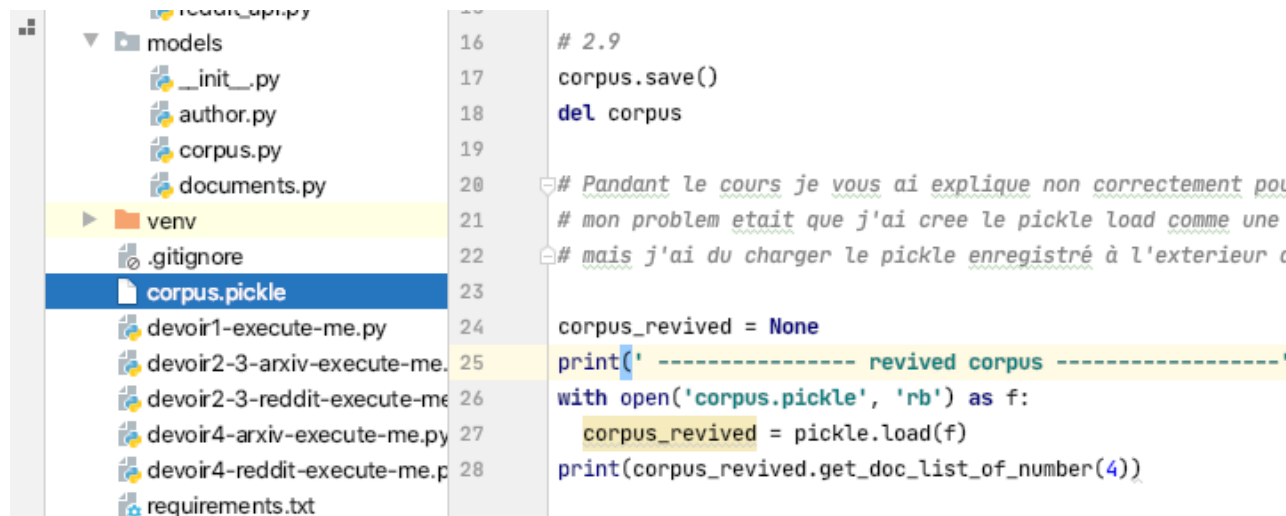 reddit_api.py
models
__init__.py
author.py
corpus.py
documents.py
venv
.gitignore
corpus.pickle
devoir1-execute-me.py
devoir2-3-arxiv-execute-me.
devoir2-3-reddit-execute-me
devoir4-arxiv-execute-me.py
devoir4-reddit-execute-me.p
requirements.txt
16 # 2.9
17 corpus.save()
18 del corpus
19
20 # Pandant le cours je vous ai explique non correctement pou
21 # mon problem etait que j'ai cree le pickle load comme une
22 # mais j'ai du charger le pickle enregistré à l'exterieur
23
24 corpus_revived = None
25 print(' --------------- revived corpus -----------------'
26 with open('corpus.pickle', 'rb') as f:
27 corpus_revived = pickle.load(f)
28 print(corpus_revived.get_doc_list_of_number(4))